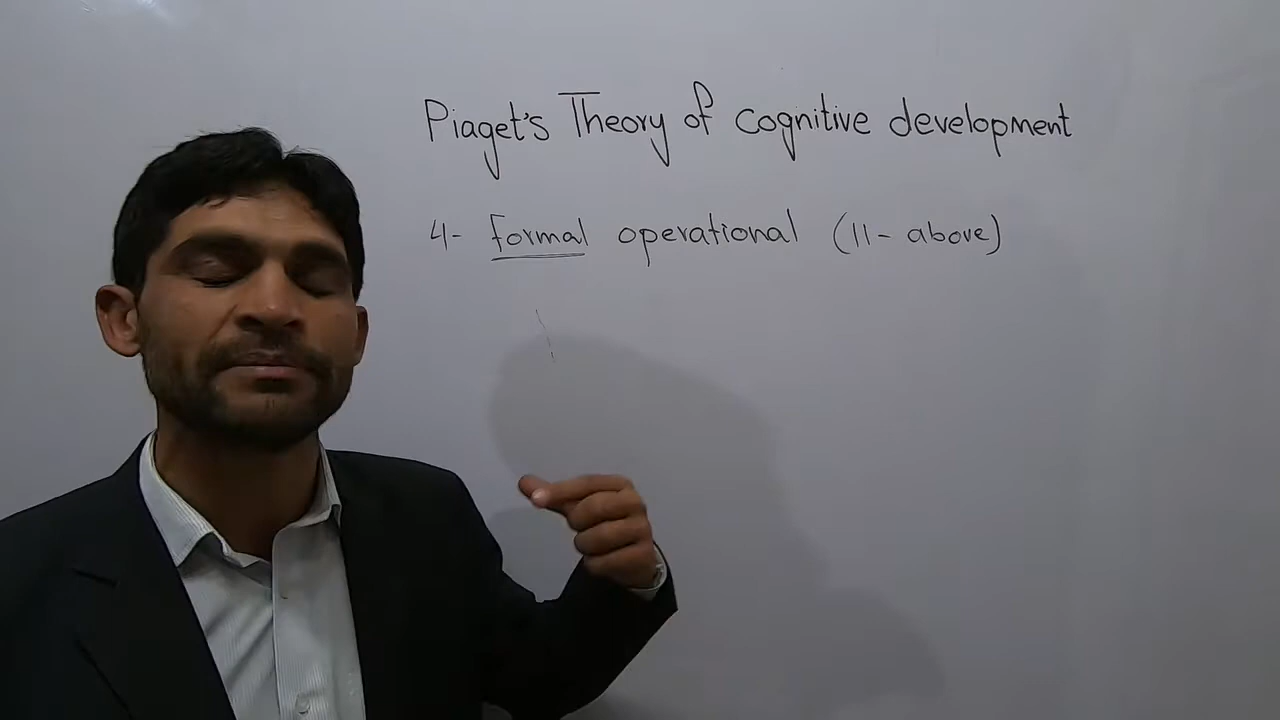 Piaget's Theory of cognitive development
4- formal operational (11- above)